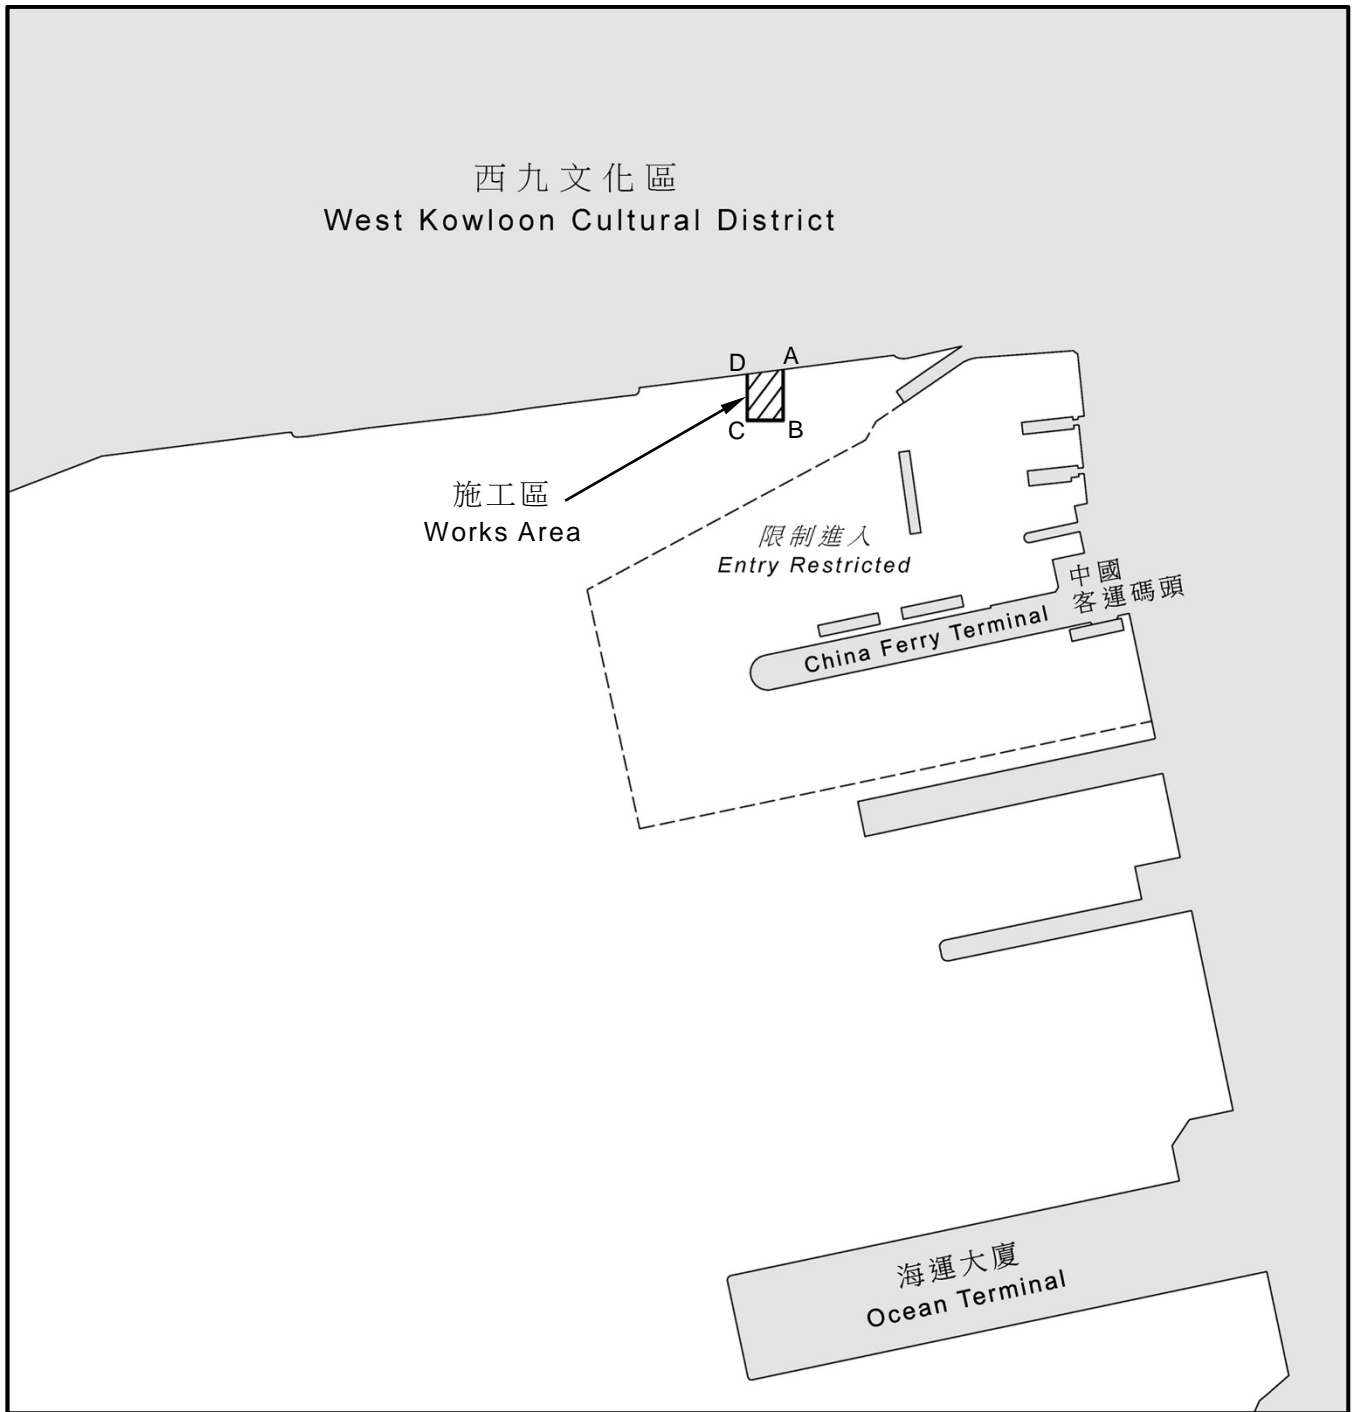 西九文化區
West Kowloon Cultural District
D
A
C
B
施工區
Works Area
限制進入
Entry Restricted
中國
客運碼頭
China Ferry Terminal
海運大廈
Ocean Terminal